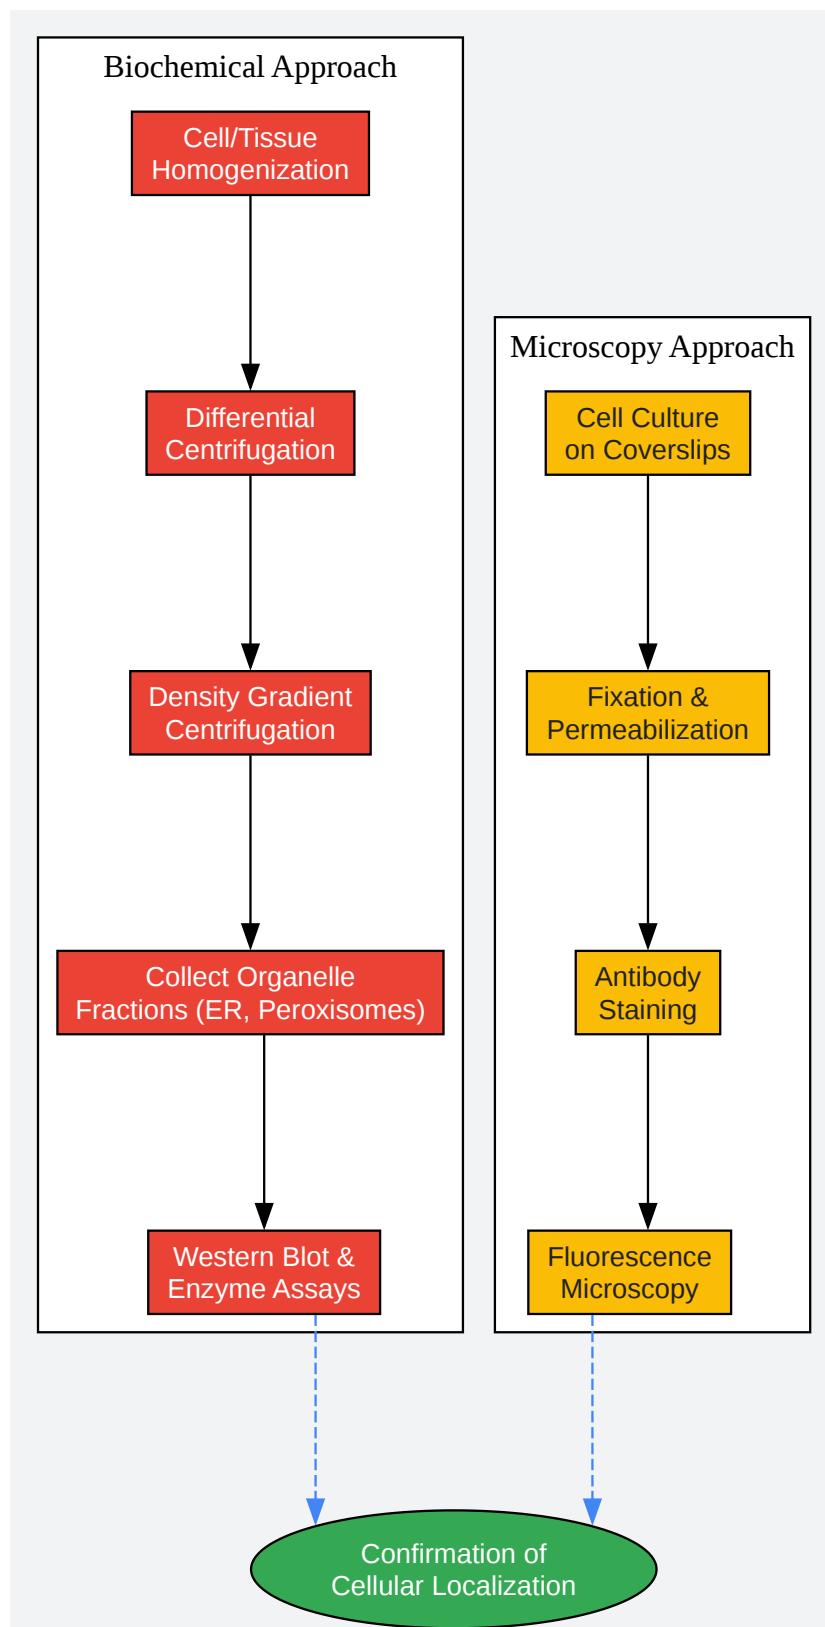 Biochemical Approach
Cell/Tissue
Homogenization
Differential
Centrifugation
Density Gradient
Centrifugation
Collect Organelle
Fractions (ER, Peroxisomes)
Western Blot &
Enzyme Assays
Microscopy Approach
Cell Culture
on Coverslips
Fixation &
Permeabilization
Antibody
Staining
Fluorescence
Microscopy
Confirmation of
Cellular Localization